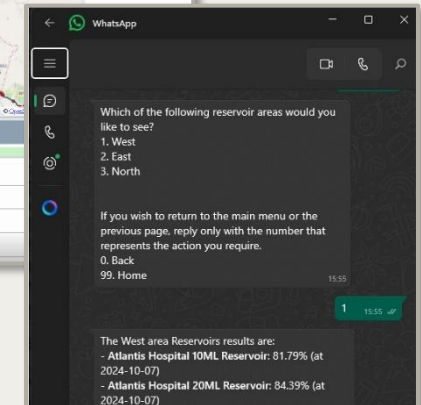 WhatsApp
Which of the following reservoir areas would you
like to see?
1. West
2. East
3. North
If you wish to return to the main menu or the
previous page, reply only with the number that
represents the action you require.
0. Back
99. Home
15:55
1 15:55
The West area Reservoirs results are:
- Atlantis Hospital 10ML Reservoir: 81.79% (at
2024-10-07)
- Atlantis Hospital 20ML Reservoir: 84.39% (at
2024-10-07)